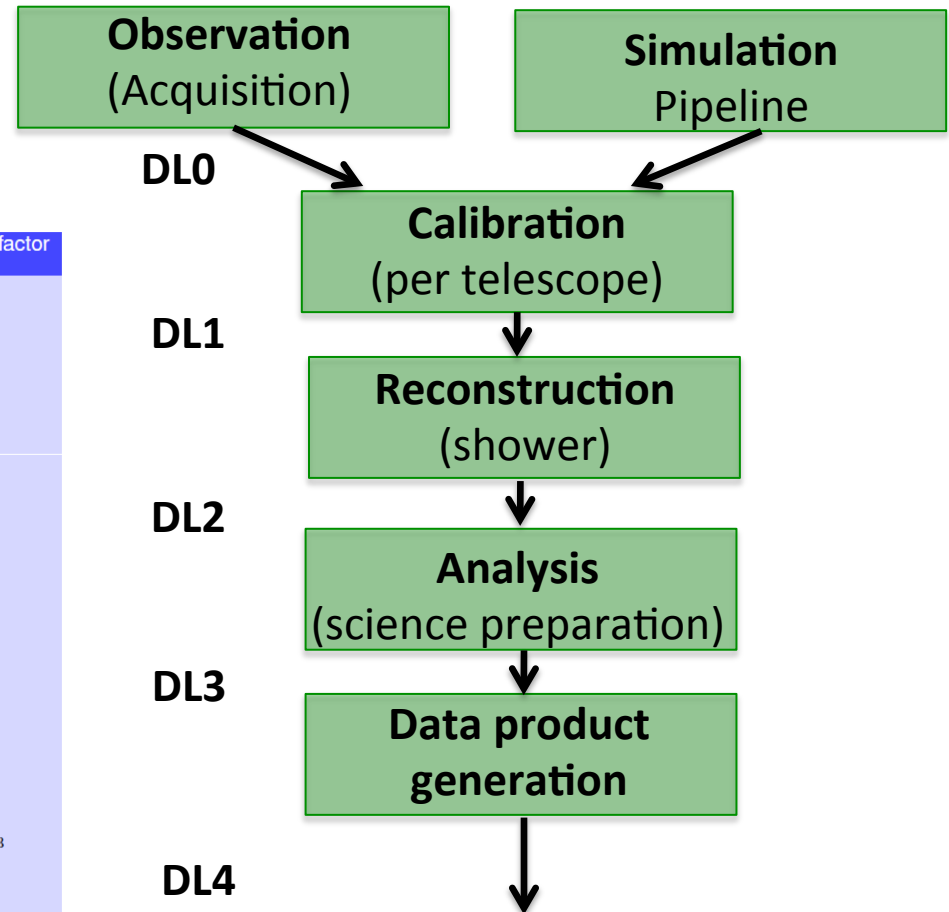 Observation
(Acquisition)
Simulation
Pipeline
DL0
Calibration
(per telescope)
factor
DL1
Reconstruction
(shower)
DL2
Analysis
(science preparation)
DL3
Data product
generation
3
DL4